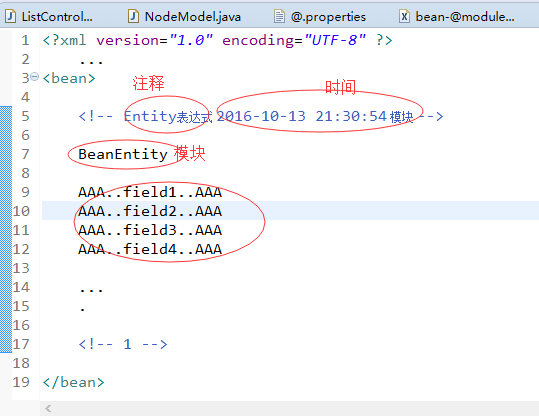 ListControl... NodeModel.java @.properties bean-@module...
1 <?xml version="1.0" encoding="UTF-8" ?>
2 ...
3 <bean>
注释 时间
4
5 <!-- Entity表达式 2016-10-13 21:30:54 模块 -->
6
7 BeanEntity 模块
8
9 AAA..field1..AAA
10 AAA..field2..AAA
11 AAA..field3..AAA
12 AAA..field4..AAA
13
14 ...
15 .
16
17 <!-- 1 -->
18
19 </bean>